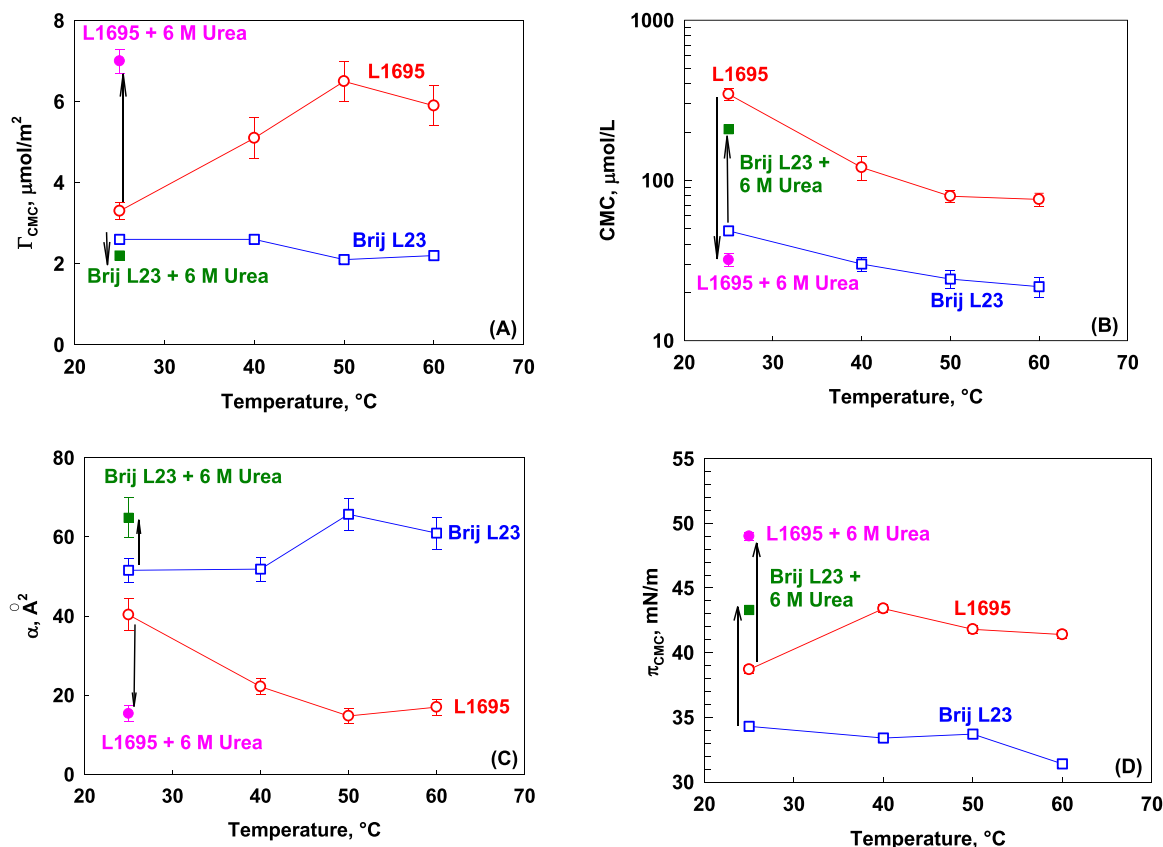 8
6
4
2
0
ΓCMC, μmol/m²
L1695 + 6 M Urea
L1695
Brij L23
Brij L23 + 6 M Urea
(A)
20 30 40 50 60 70
Temperature, °C
1000
100
10
CMC, μmol/L
L1695
Brij L23 +
6 M Urea
L1695 + 6 M Urea
Brij L23
(B)
20 30 40 50 60 70
Temperature, °C
80
60
40
20
0
α, Å²
Brij L23 + 6 M Urea
Brij L23
L1695
L1695 + 6 M Urea
(C)
20 30 40 50 60 70
Temperature, °C
55
50
45
40
35
30
πCMC, mN/m
L1695 + 6 M Urea
Brij L23 +
6 M Urea
L1695
Brij L23
(D)
20 30 40 50 60 70
Temperature, °C